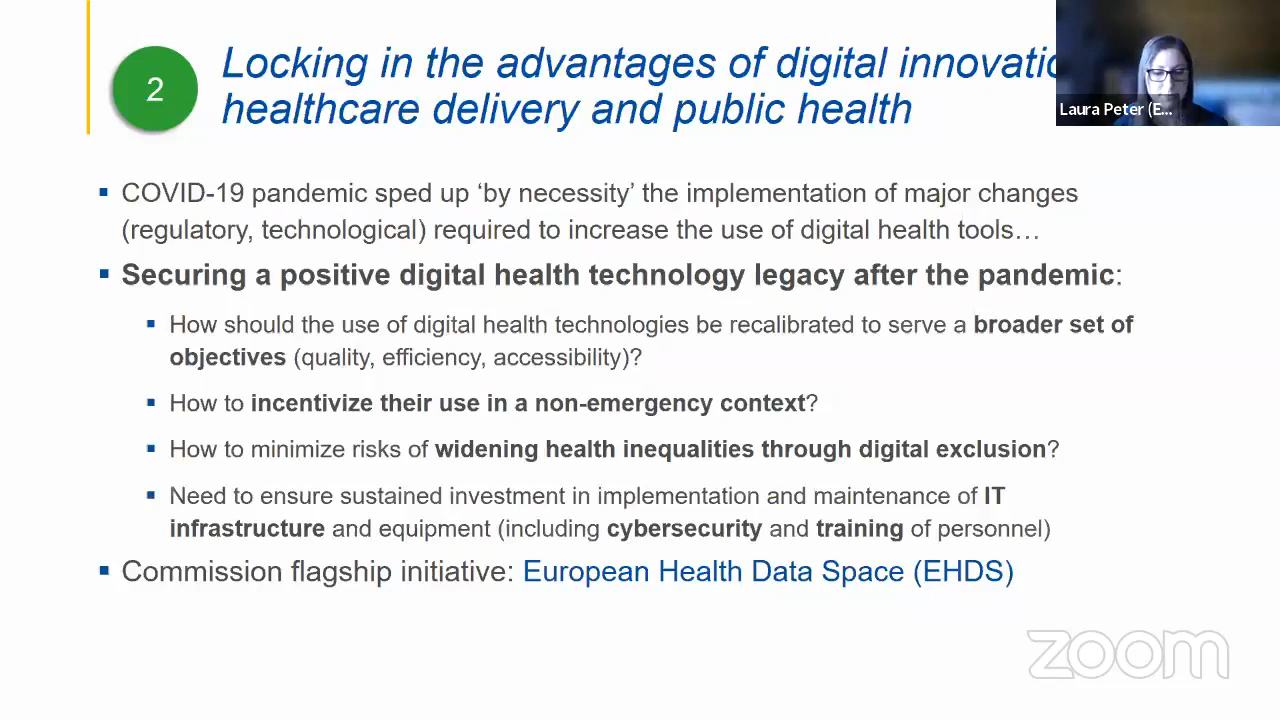 2
Locking in the advantages of digital innovatio
healthcare delivery and public health
Laura Peter (E...
▪ COVID-19 pandemic sped up ‘by necessity’ the implementation of major changes
(regulatory, technological) required to increase the use of digital health tools…
▪ Securing a positive digital health technology legacy after the pandemic:
▪ How should the use of digital health technologies be recalibrated to serve a broader set of
objectives (quality, efficiency, accessibility)?
▪ How to incentivize their use in a non-emergency context?
▪ How to minimize risks of widening health inequalities through digital exclusion?
▪ Need to ensure sustained investment in implementation and maintenance of IT
infrastructure and equipment (including cybersecurity and training of personnel)
▪ Commission flagship initiative: European Health Data Space (EHDS)
zoom